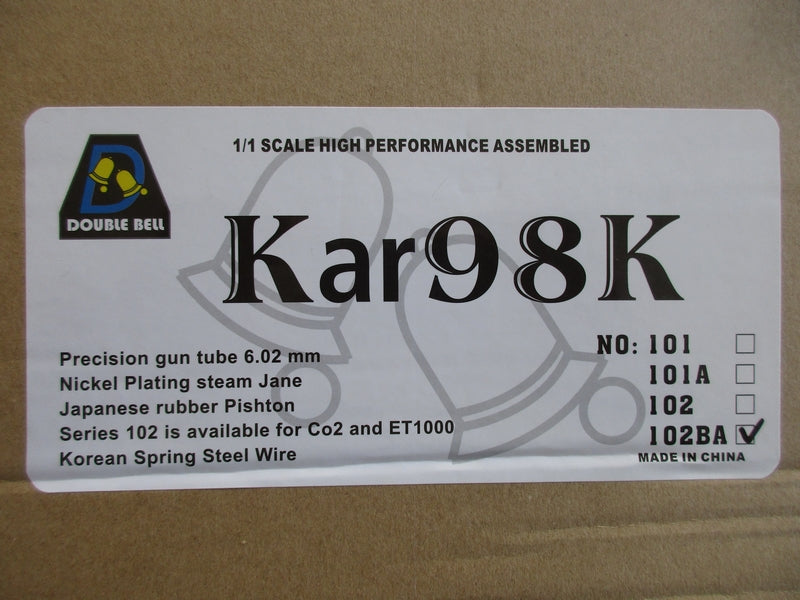 1/1 SCALE HIGH PERFORMANCE ASSEMBLED
DOUBLE BELL
Kar98K
Precision gun tube 6.02 mm
Nickel Plating steam Jane
Japanese rubber Pishton
Series 102 is available for Co2 and ET1000
Korean Spring Steel Wire
NO: 101
101A
102
102BA
MADE IN CHINA